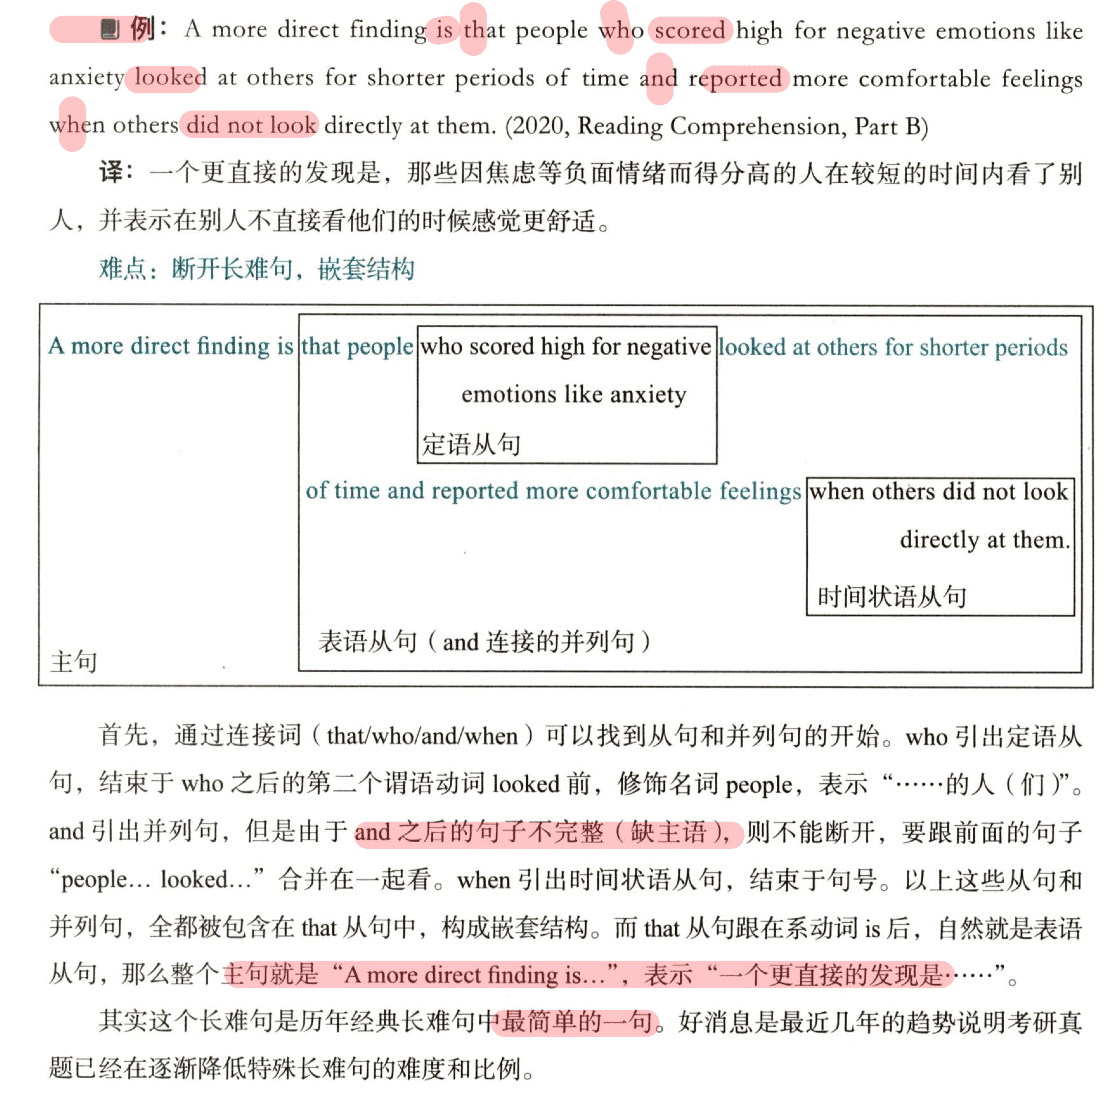 例：A more direct finding is that people who scored high for negative emotions like
anxiety looked at others for shorter periods of time and reported more comfortable feelings
when others did not look directly at them. (2020, Reading Comprehension, Part B)
译：一个更直接的发现是，那些因焦虑等负面情绪而得分高的人在较短的时间内看了别
人，并表示在别人不直接看他们的时候感觉更舒适。
难点：断开长难句，嵌套结构
A more direct finding is that people who scored high for negative looked at others for shorter periods
emotions like anxiety
定语从句
of time and reported more comfortable feelings when others did not look
directly at them.
时间状语从句
表语从句（and 连接的并列句）
主句
首先，通过连接词（that/who/and/when）可以找到从句和并列句的开始。who 引出定语从
句，结束于 who 之后的第二个谓语动词 looked 前，修饰名词 people，表示“……的人（们）”。
and 引出并列句，但是由于 and 之后的句子不完整（缺主语），则不能断开，要跟前面的句子
“people… looked…”合并在一起看。when 引出时间状语从句，结束于句号。以上这些从句和
并列句，全都被包含在 that 从句中，构成嵌套结构。而 that 从句跟在系动词 is 后，自然就是表语
从句，那么整个主句就是“A more direct finding is…”，表示“一个更直接的发现是……”。
其实这个长难句是历年经典长难句中最简单的一句。好消息是最近几年的趋势说明考研真
题已经在逐渐降低特殊长难句的难度和比例。